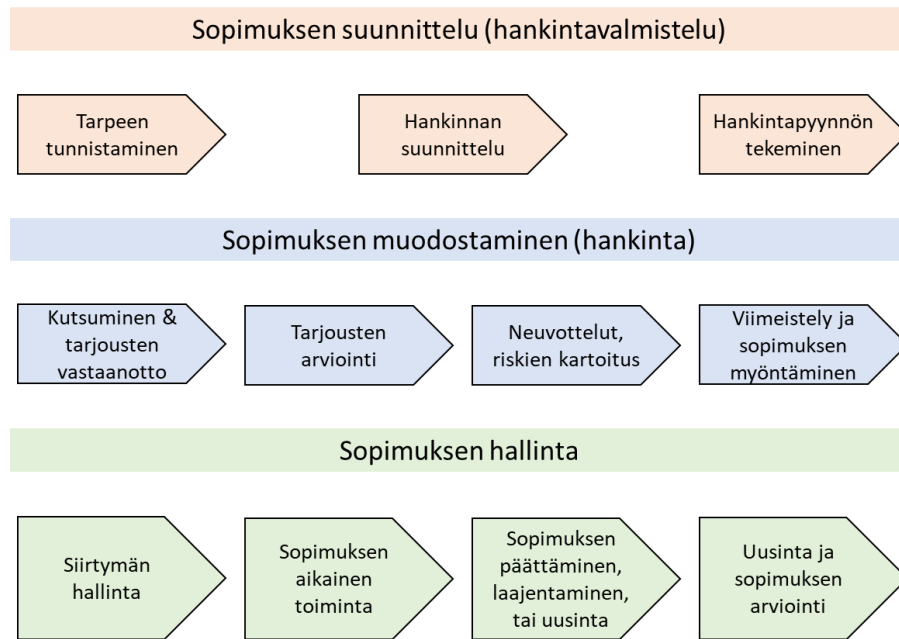 Sopimuksen suunnittelu (hankintavalmistelu)
Tarpeen
tunnistaminen
Hankinnan
suunnittelu
Hankintapyynnön
tekeminen
Sopimuksen muodostaminen (hankinta)
Kutsuminen &
tarjousten
vastaanotto
Tarjousten
arviointi
Neuvottelut,
riskien kartoitus
Viimeistely ja
sopimuksen
myöntäminen
Sopimuksen hallinta
Siirtymän
hallinta
Sopimuksen
aikainen
toiminta
Sopimuksen
päättäminen,
laajentaminen,
tai uusinta
Uusinta ja
sopimuksen
arviointi